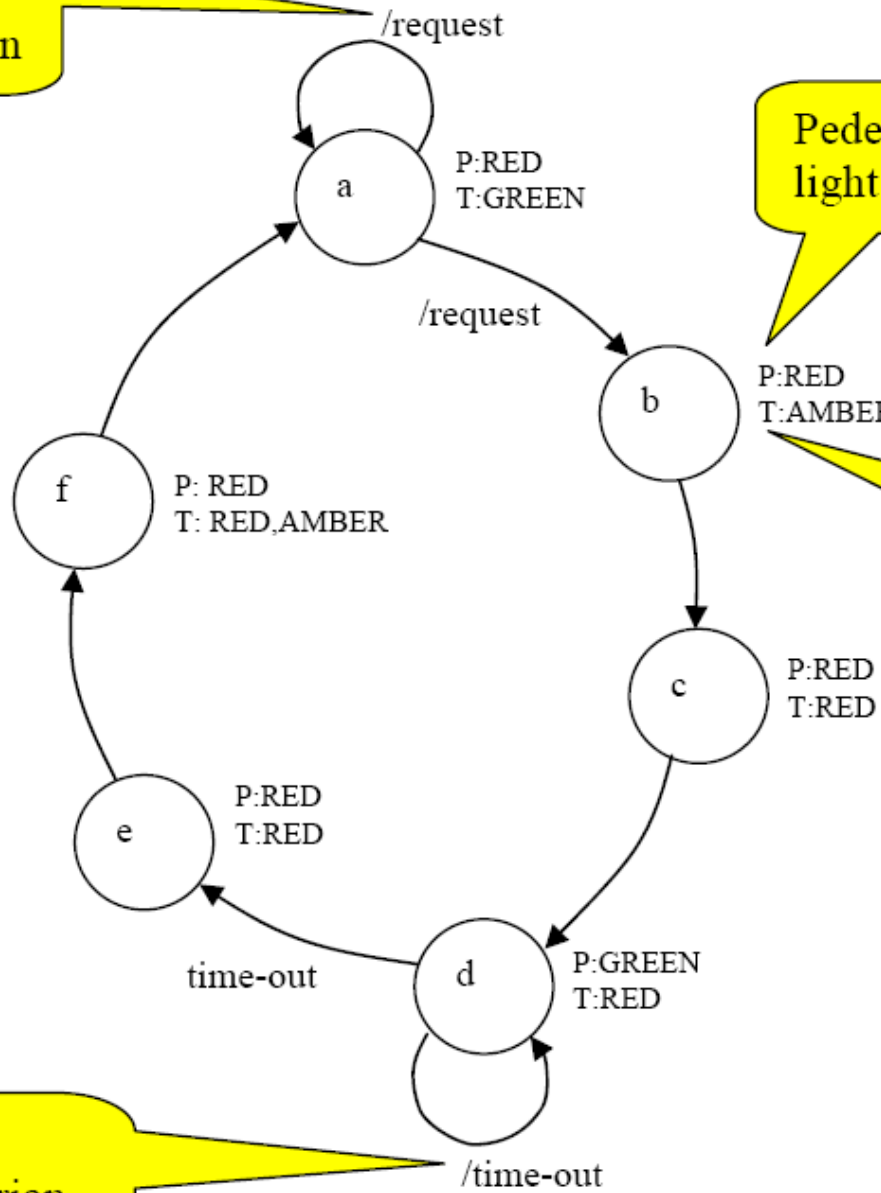 /request
a
P:RED
T:GREEN
/request
b
P:RED
T:AMBER
f
P: RED
T: RED,AMBER
c
P:RED
T:RED
e
P:RED
T:RED
time-out
d
P:GREEN
T:RED
/time-out
light